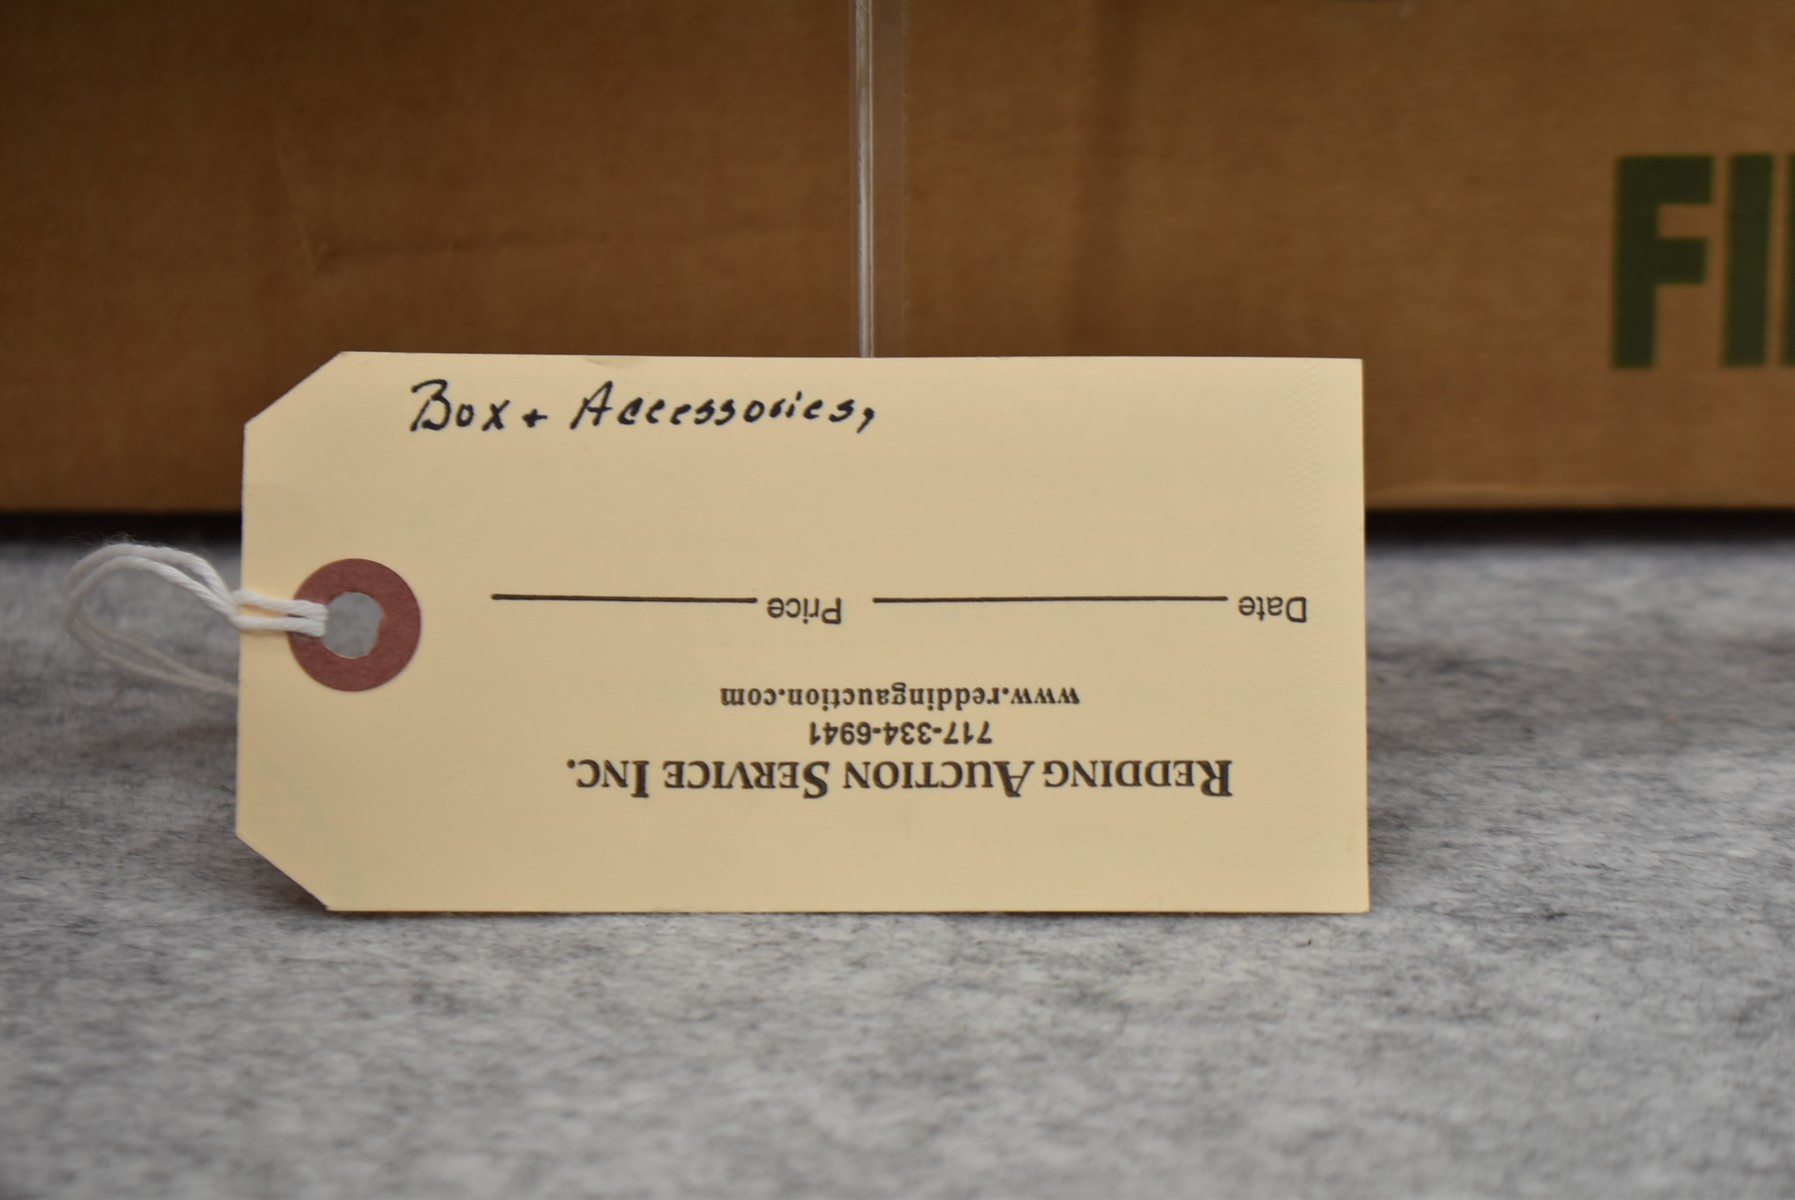 Box + Accessories,
REDDING AUCTION SERVICE INC.
717-334-6941
www.reddingauction.com
Date Price